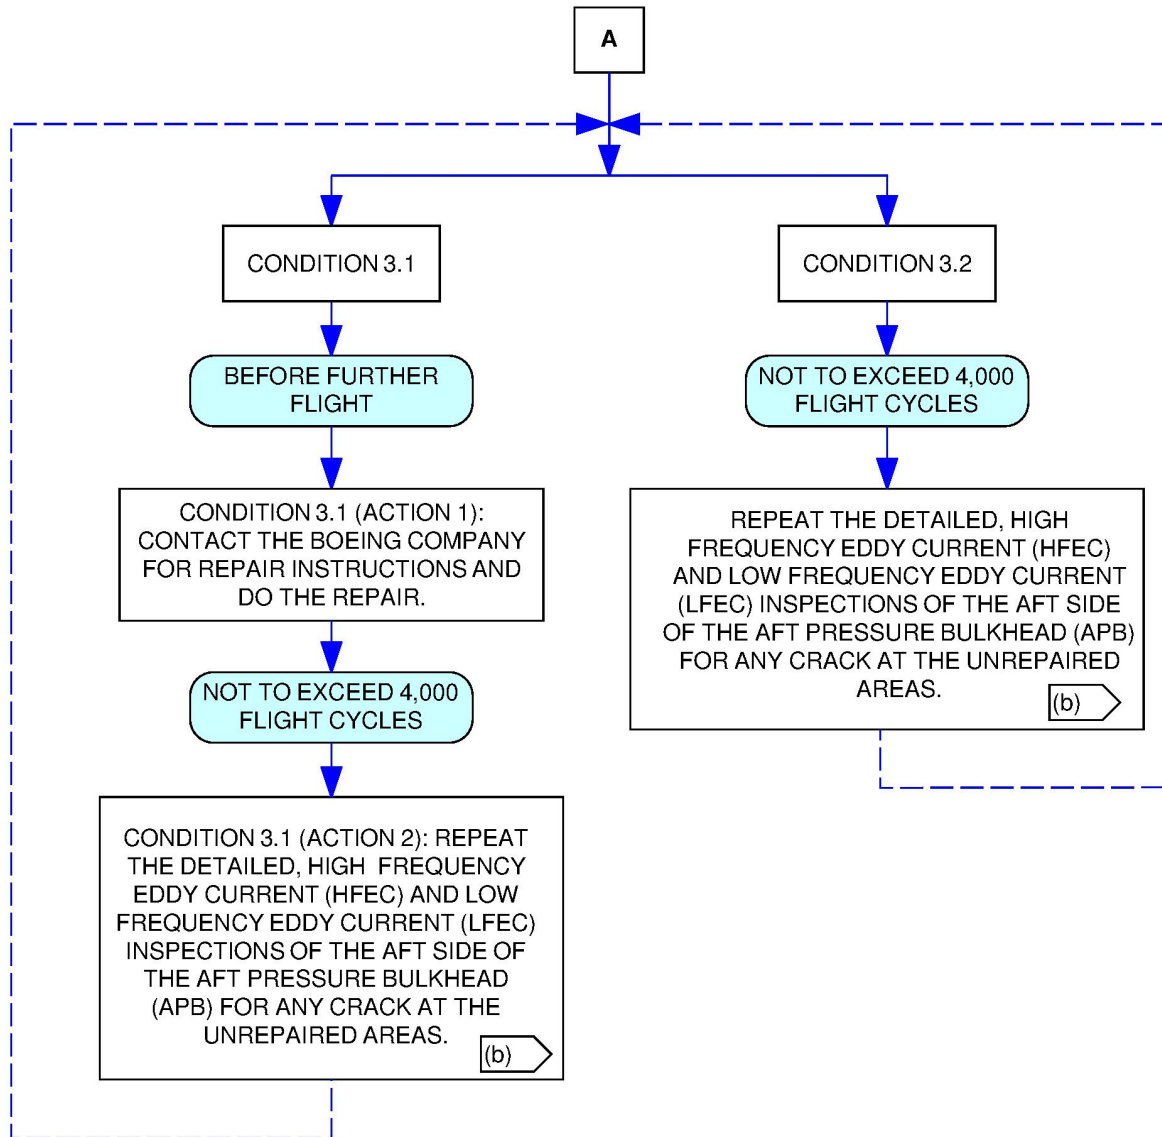 A
CONDITION 3.1
BEFORE FURTHER
FLIGHT
CONDITION 3.1 (ACTION 1):
CONTACT THE BOEING COMPANY
FOR REPAIR INSTRUCTIONS AND
DO THE REPAIR.
NOT TO EXCEED 4,000
FLIGHT CYCLES
CONDITION 3.1 (ACTION 2): REPEAT
THE DETAILED, HIGH FREQUENCY
EDDY CURRENT (HFEC) AND LOW
FREQUENCY EDDY CURRENT (LFEC)
INSPECTIONS OF THE AFT SIDE OF
THE AFT PRESSURE BULKHEAD
(APB) FOR ANY CRACK AT THE
UNREPAIRED AREAS.
(b)
CONDITION 3.2
NOT TO EXCEED 4,000
FLIGHT CYCLES
REPEAT THE DETAILED, HIGH
FREQUENCY EDDY CURRENT (HFEC)
AND LOW FREQUENCY EDDY CURRENT
(LFEC) INSPECTIONS OF THE AFT SIDE
OF THE AFT PRESSURE BULKHEAD (APB)
FOR ANY CRACK AT THE UNREPAIRED
AREAS.
(b)